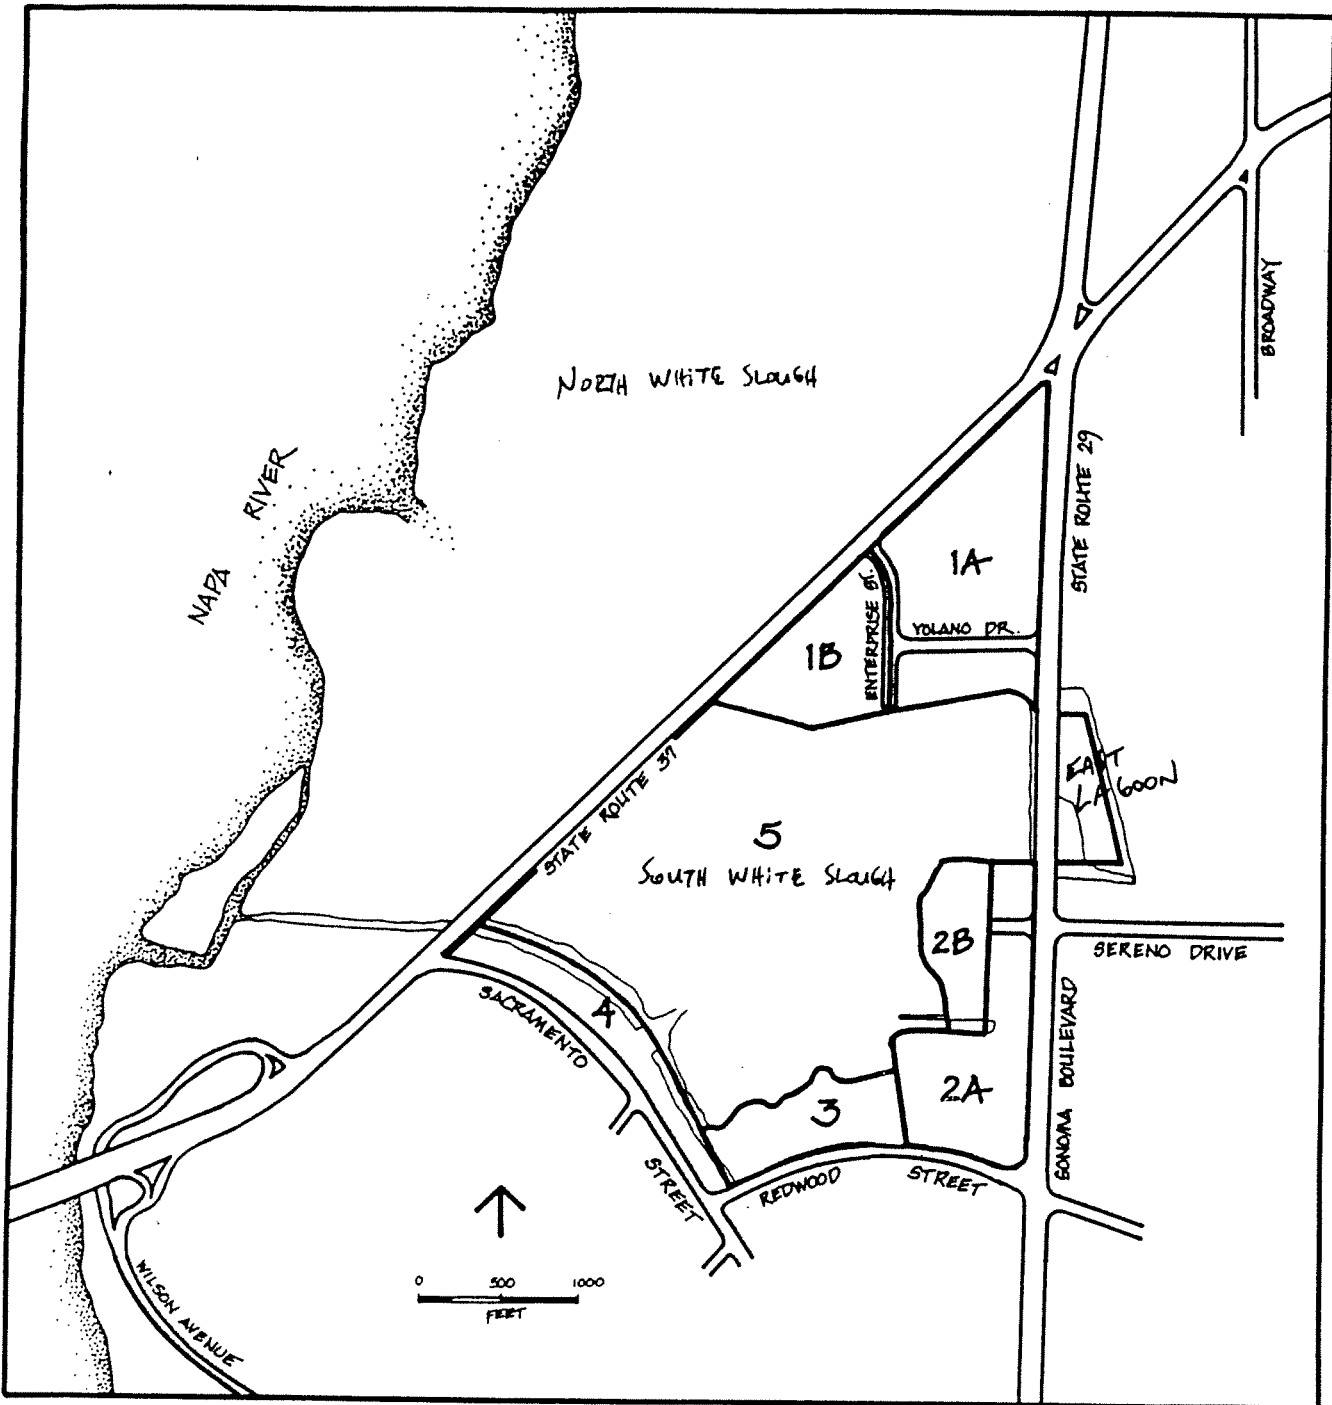 BROADWAY
NORTH WHITE SLOUGH
NAPA RIVER
STATE ROUTE 29
1A
ENTERPRISE ST.
YOLANO DR.
1B
STATE ROUTE 37
EAST
LAGOON
5
SOUTH WHITE SLOUGH
2B
SERENO DRIVE
SACRAMENTO
4
SONOMA BOULEVARD
2A
3
STREET
REDWOOD STREET
0 500 1000
FEET
WILSON AVENUE